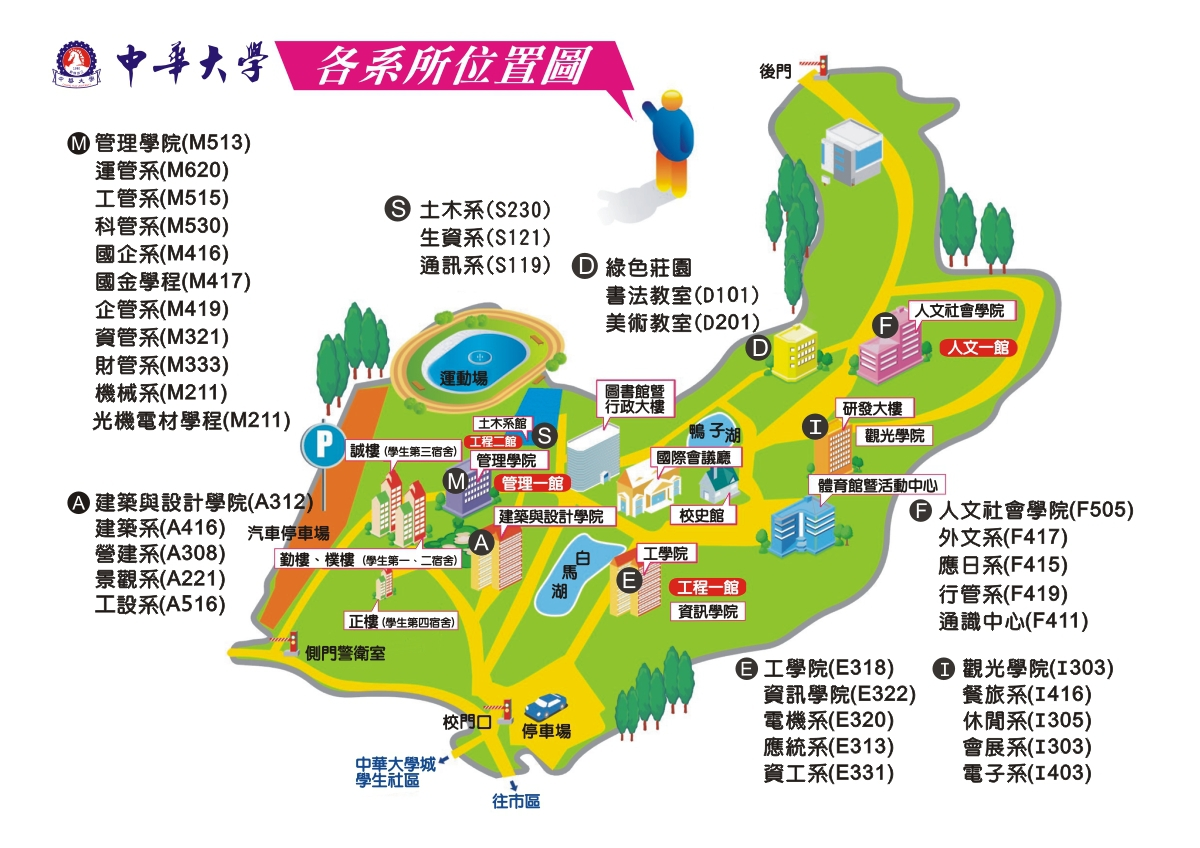 中華大學
各系所位置圖
後門
M 管理學院(M513)
運管系(M620)
工管系(M515)
科管系(M530)
國企系(M416)
國金學程(M417)
企管系(M419)
資管系(M321)
財管系(M333)
機械系(M211)
光機電材學程(M211)
S 土木系(S230)
生資系(S121)
通訊系(S119)
D 綠色莊園
書法教室(D101)
美術教室(D201)
F
人文社會學院
人文一館
D
運動場
圖書館暨
行政大樓
研發大樓
I
觀光學院
鴨子湖
土木系館
S
工程二館
P
誠樓(學生第三宿舍)
管理學院
M
管理一館
國際會議廳
體育館暨活動中心
校史館
A 建築與設計學院(A312)
建築系(A416)
營建系(A308)
景觀系(A221)
工設系(A516)
汽車停車場
建築與設計學院
A
勤樓、樸樓(學生第一、二宿舍)
白馬湖
工學院
E
工程一館
資訊學院
正樓(學生第四宿舍)
側門警衛室
校門口
停車場
中華大學城
學生社區
往市區
F 人文社會學院(F505)
外文系(F417)
應日系(F415)
行管系(F419)
通識中心(F411)
E 工學院(E318)
資訊學院(E322)
電機系(E320)
應統系(E313)
資工系(E331)
I 觀光學院(I303)
餐旅系(I416)
休閒系(I305)
會展系(I303)
電子系(I403)